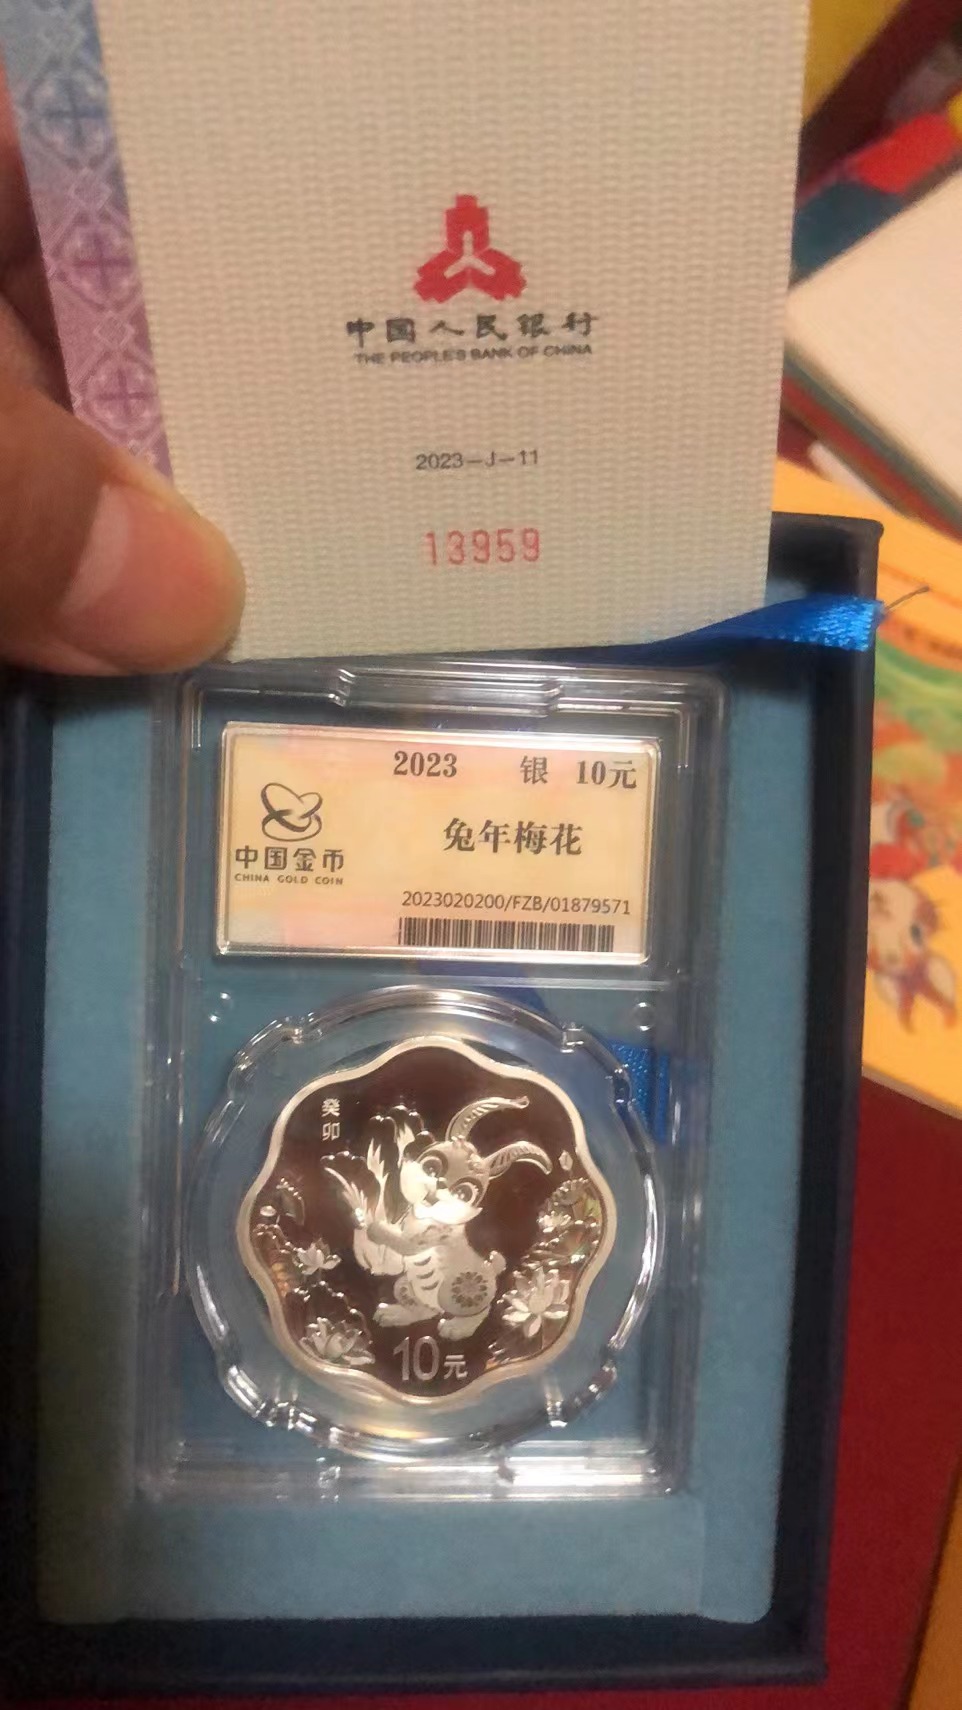 中国人民银行
THE PEOPLE'S BANK OF CHINA
2023-J-11
13959
2023 银 10元
兔年梅花
中国金币
CHINA GOLD COIN
2023020200/FZB/01879571
癸卯
10元